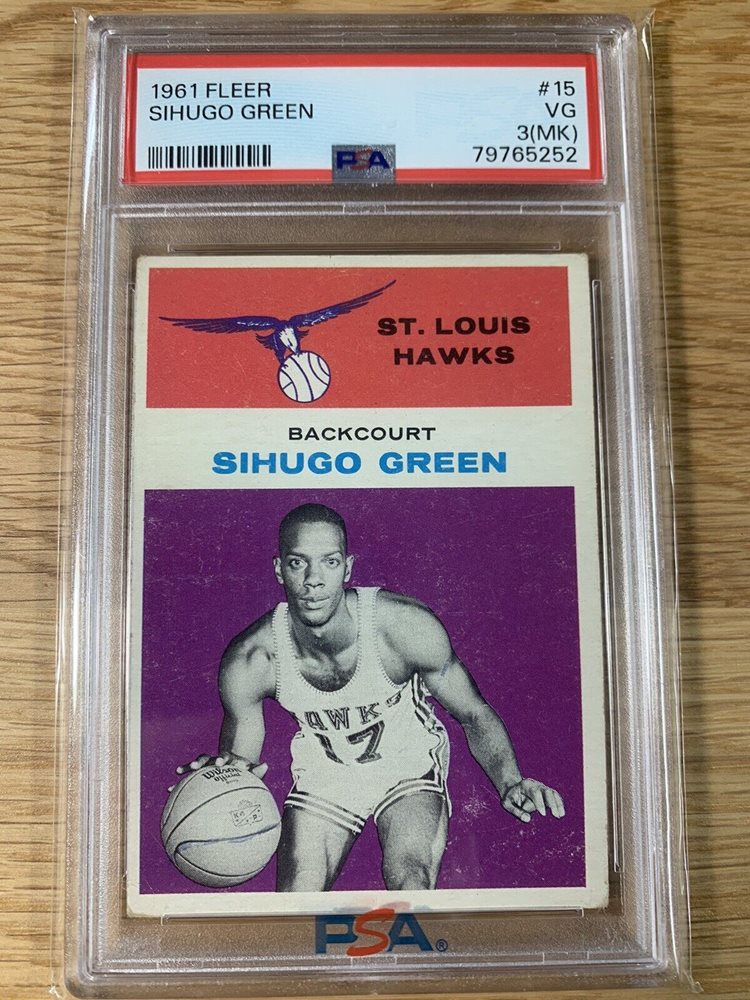 1961 FLEER #15
SIHUGO GREEN VG
3(MK)
PSA 79765252
ST. LOUIS
HAWKS
BACKCOURT
SIHUGO GREEN
HAWKS
17
Wilson
Official
PSA®